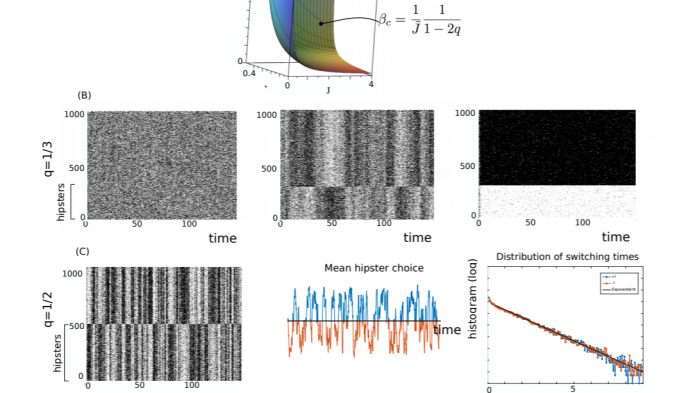 β_c = 1/J̄ 1/(1 − 2q)
0
0.4
0
J
4
(B)
q=1/3
hipsters
1000
500
0
0
50
100
time
1000
500
0
0
50
100
time
1000
500
0
0
50
100
time
(C)
q=1/2
hipsters
1000
500
0
0
50
100
Mean hipster choice
time
Distribution of switching times
histogram (log)
Exponential fit
0
5